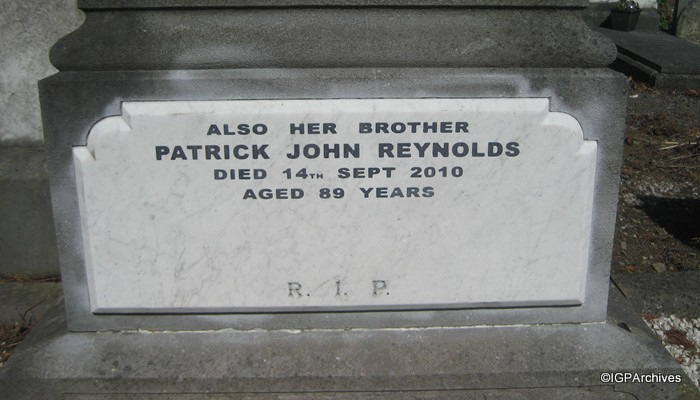 ALSO HER BROTHER
PATRICK JOHN REYNOLDS
DIED 14TH SEPT 2010
AGED 89 YEARS
R. I. P.
©IGPArchives